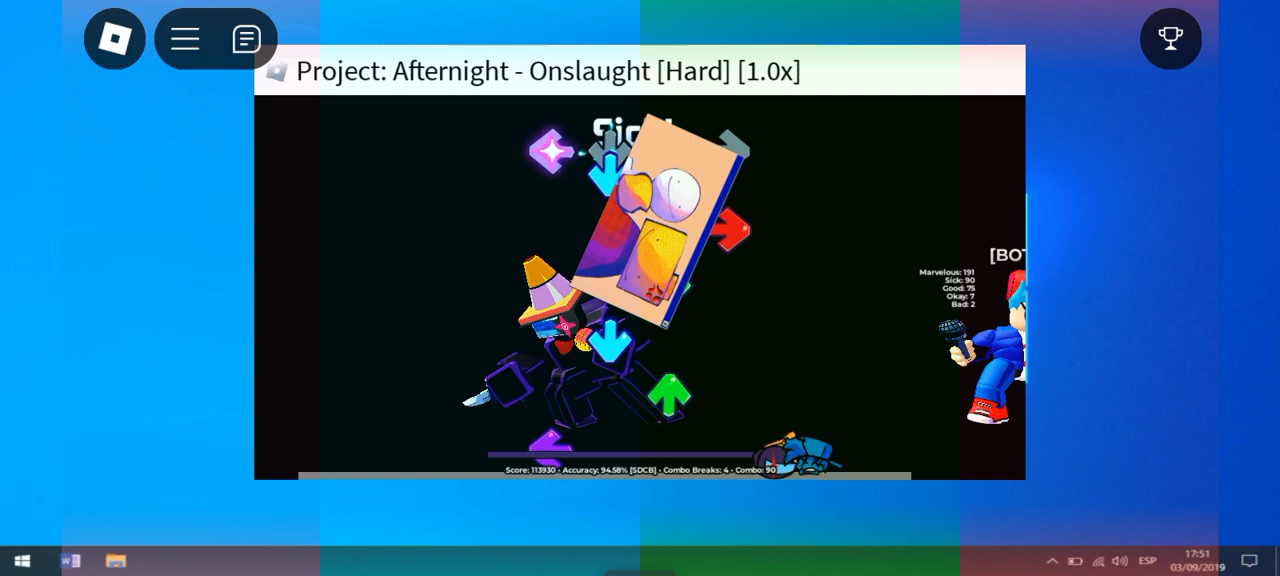 Project: Afternight - Onslaught [Hard] [1.0x]
[BOT
Marvelous: 191
Sick: 90
Good: 75
Okay: 7
Bad: 2
Score: 113930 • Accuracy: 94.58% [SDCB] • Combo Breaks: 4 • Combo: 90
W
ESP
17:51
03/09/2019